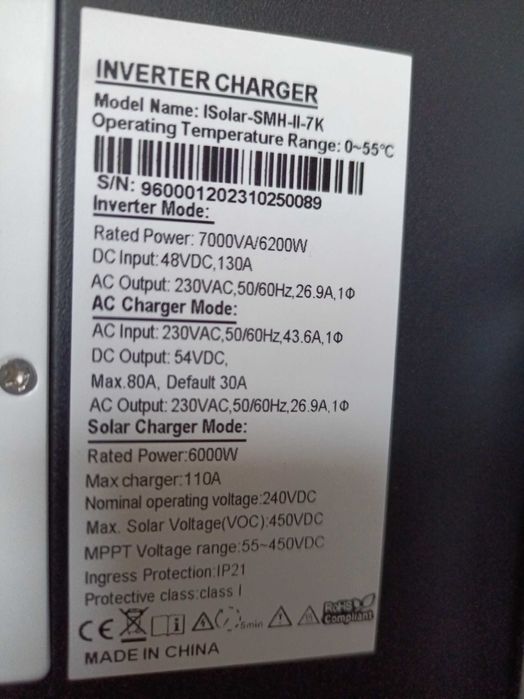 INVERTER CHARGER
Model Name: ISolar-SMH-II-7K
Operating Temperature Range: 0~55℃
S/N: 960001202310250089
Inverter Mode:
Rated Power: 7000VA/6200W
DC Input: 48VDC,130A
AC Output: 230VAC,50/60Hz,26.9A,1Φ
AC Charger Mode:
AC Input: 230VAC,50/60Hz,43.6A,1Φ
DC Output: 54VDC,
Max.80A, Default 30A
AC Output: 230VAC,50/60Hz,26.9A,1Φ
Solar Charger Mode:
Rated Power:6000W
Max charger:110A
Nominal operating voltage:240VDC
Max. Solar Voltage(VOC):450VDC
MPPT Voltage range:55~450VDC
Ingress Protection:IP21
Protective class:class I
CE 5min RoHS Compliant
MADE IN CHINA